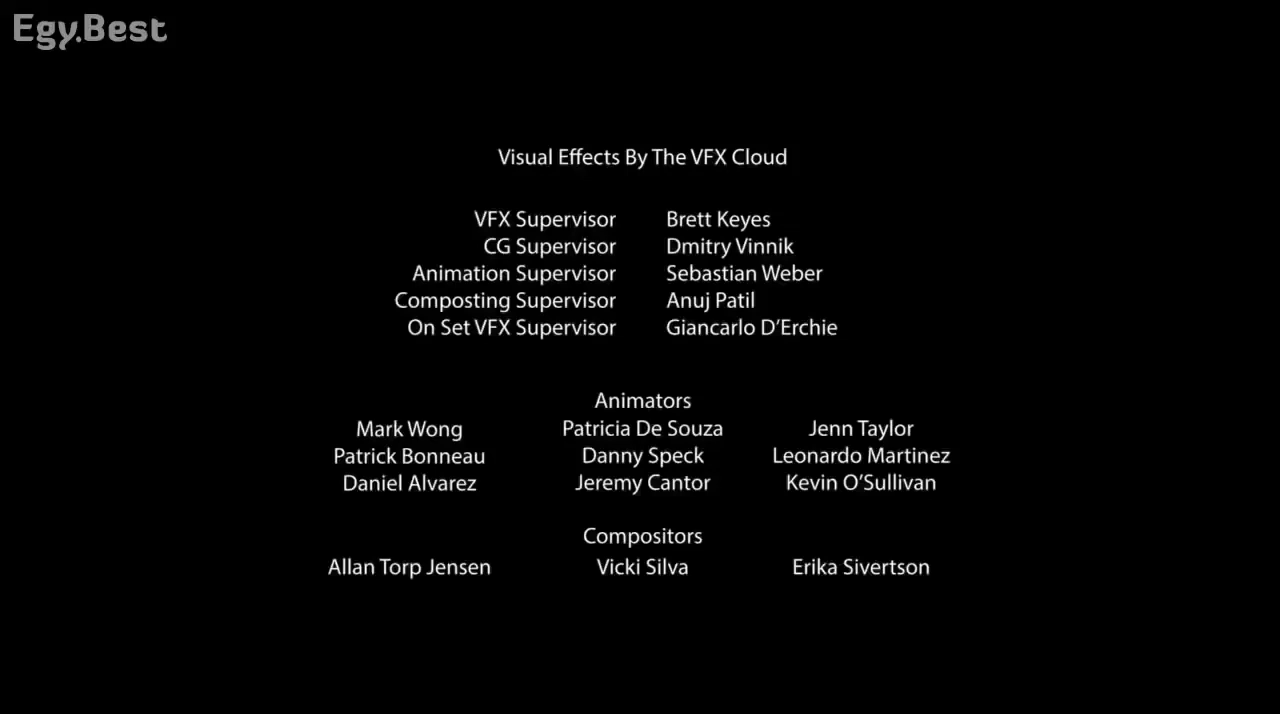 Egy.Best
Visual Effects By The VFX Cloud
VFX Supervisor Brett Keyes
CG Supervisor Dmitry Vinnik
Animation Supervisor Sebastian Weber
Composting Supervisor Anuj Patil
On Set VFX Supervisor Giancarlo D’Erchie
Animators
Mark Wong Patricia De Souza Jenn Taylor
Patrick Bonneau Danny Speck Leonardo Martinez
Daniel Alvarez Jeremy Cantor Kevin O’Sullivan
Compositors
Allan Torp Jensen Vicki Silva Erika Sivertson